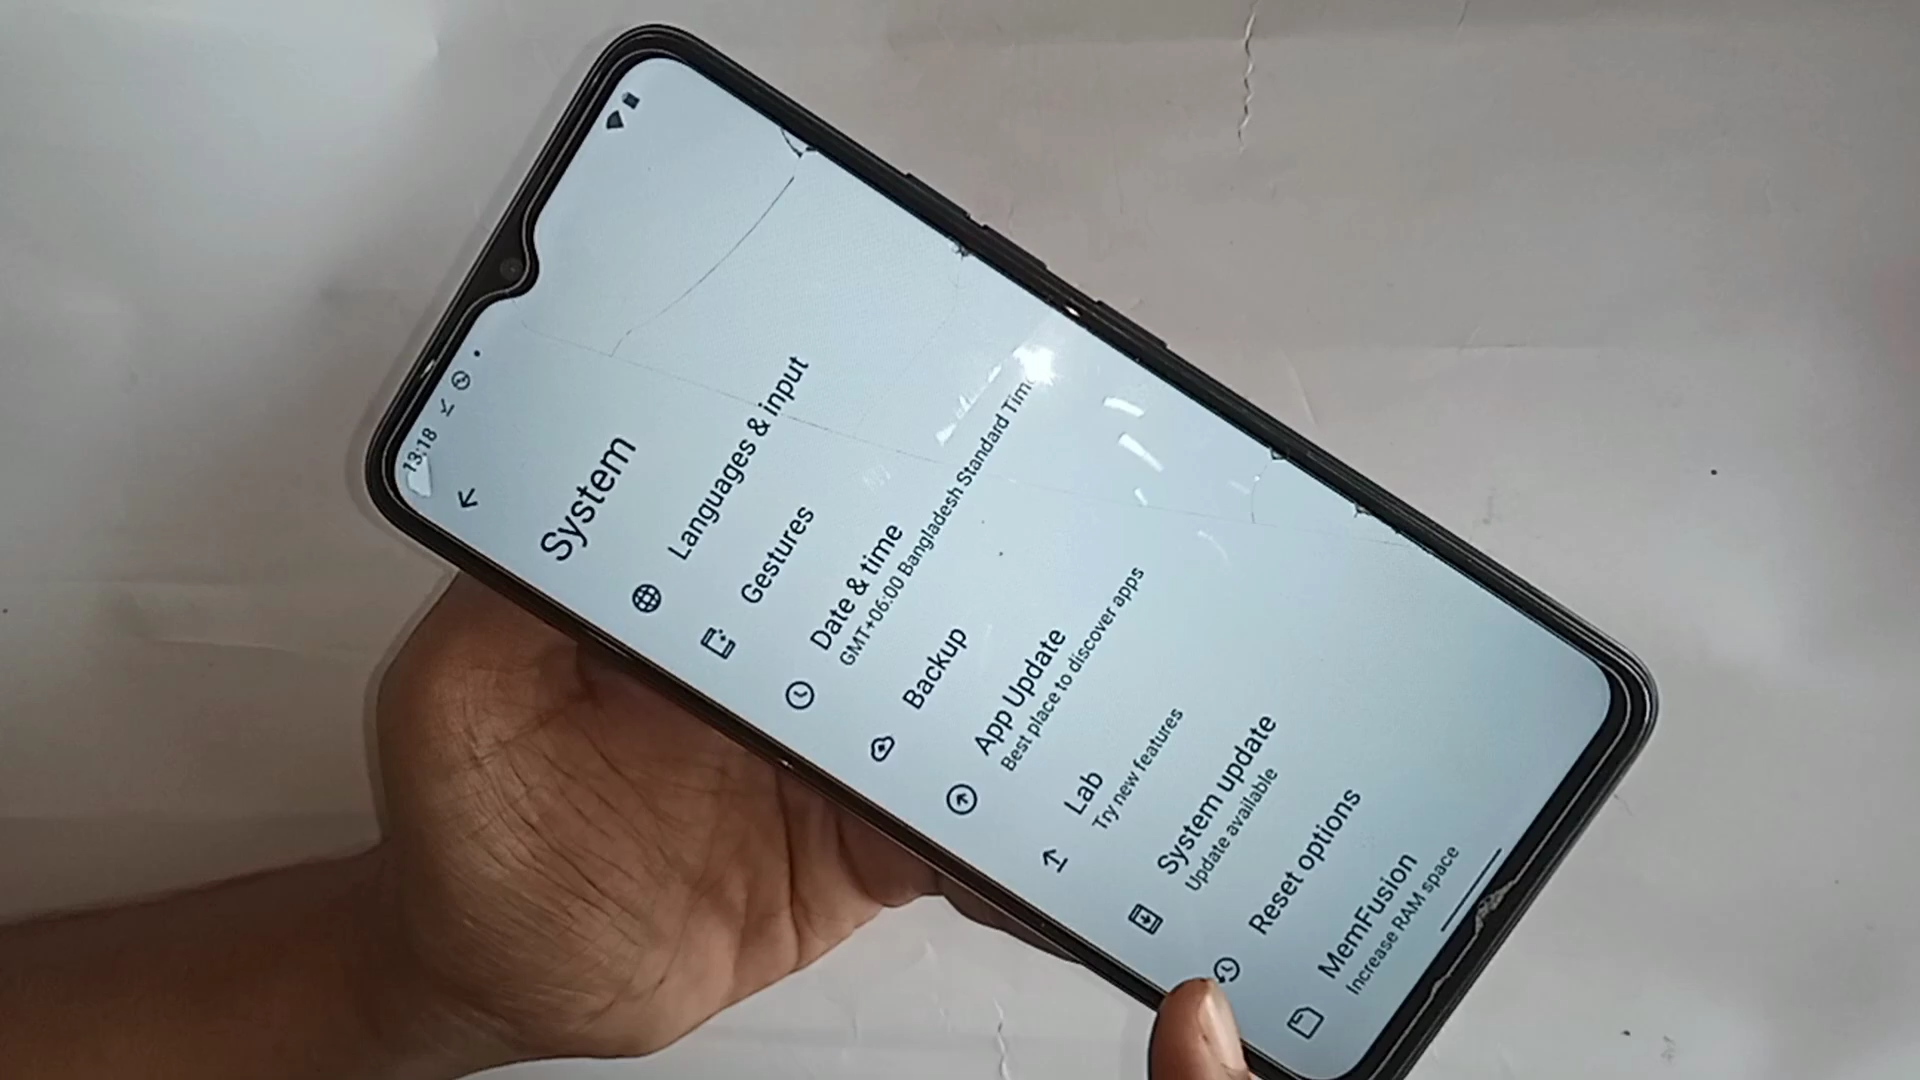 13:18
System
Languages & input
Gestures
Date & time
GMT+06:00 Bangladesh Standard Time
Backup
App Update
Best place to discover apps
Lab
Try new features
System update
Update available
Reset options
MemFusion
Increase RAM space